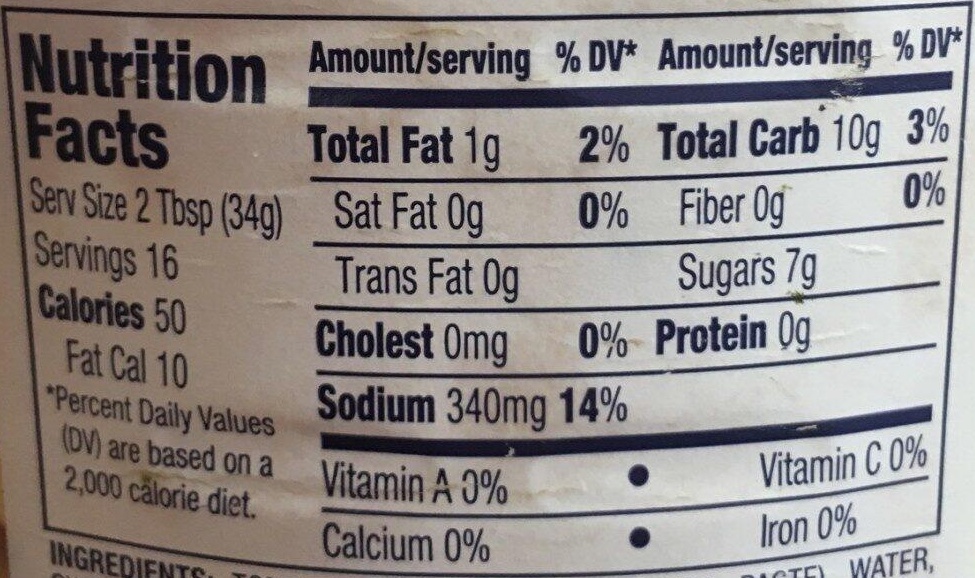 Nutrition
Facts
Serv Size 2 Tbsp (34g)
Servings 16
Calories 50
Fat Cal 10
*Percent Daily Values
(DV) are based on a
2,000 calorie diet.
Amount/serving % DV* Amount/serving % DV*
Total Fat 1g 2% Total Carb 10g 3%
Sat Fat 0g 0% Fiber 0g 0%
Trans Fat 0g Sugars 7g
Cholest 0mg 0% Protein 0g
Sodium 340mg 14%
Vitamin A 0% • Vitamin C 0%
Calcium 0% • Iron 0%
INGREDIENTS: WATER,